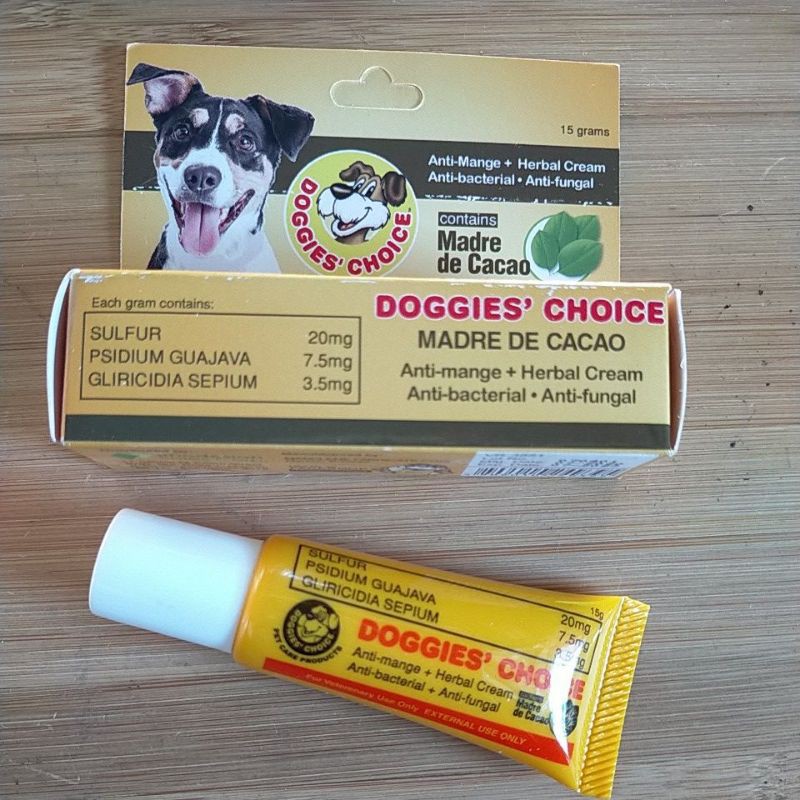 15 grams
Anti-Mange + Herbal Cream
Anti-bacterial • Anti-fungal
DOGGIES' CHOICE
contains
Madre
de Cacao
Each gram contains:
SULFUR 20mg
PSIDIUM GUAJAVA 7.5mg
GLIRICIDIA SEPIUM 3.5mg
DOGGIES' CHOICE
MADRE DE CACAO
Anti-mange + Herbal Cream
Anti-bacterial • Anti-fungal
SULFUR 20mg
PSIDIUM GUAJAVA 7.5mg
GLIRICIDIA SEPIUM 3.5mg
15g
DOGGIES' CHOICE
PET CARE PRODUCTS
DOGGIES' CHOICE
Anti-mange + Herbal Cream
Anti-bacterial + Anti-fungal
contains
Madre
de Cacao
For Veterinary Use Only EXTERNAL USE ONLY